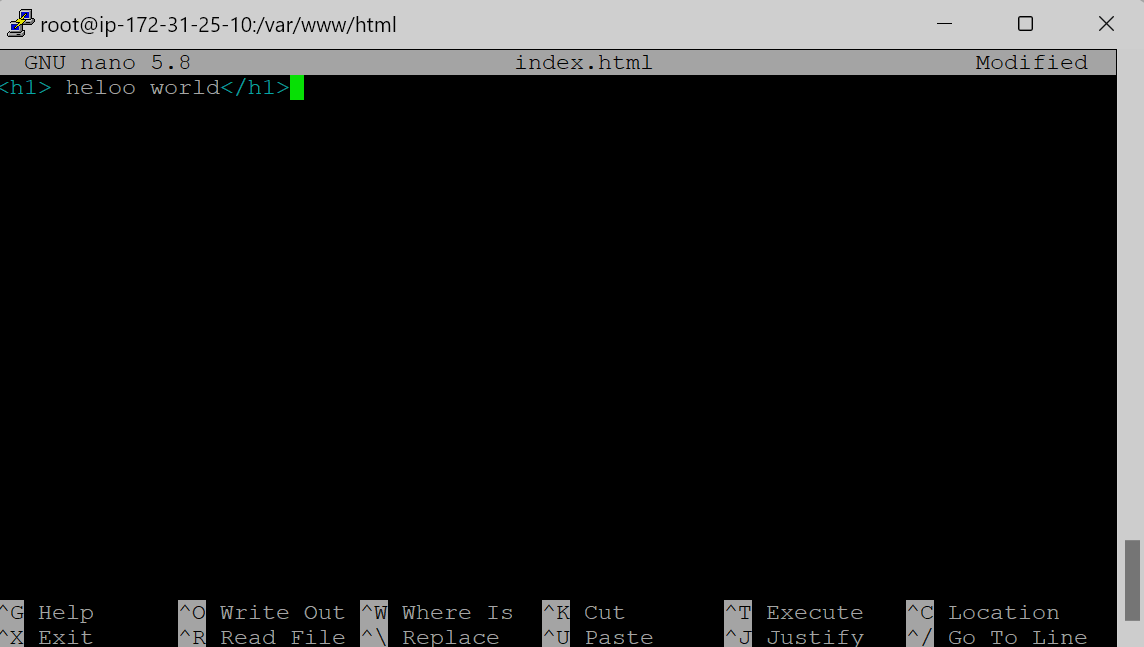 root@ip-172-31-25-10:/var/www/html
GNU nano 5.8 index.html Modified
<h1> heloo world</h1>
^G Help ^O Write Out ^W Where Is ^K Cut ^T Execute ^C Location
^X Exit ^R Read File ^\ Replace ^U Paste ^J Justify ^/ Go To Line